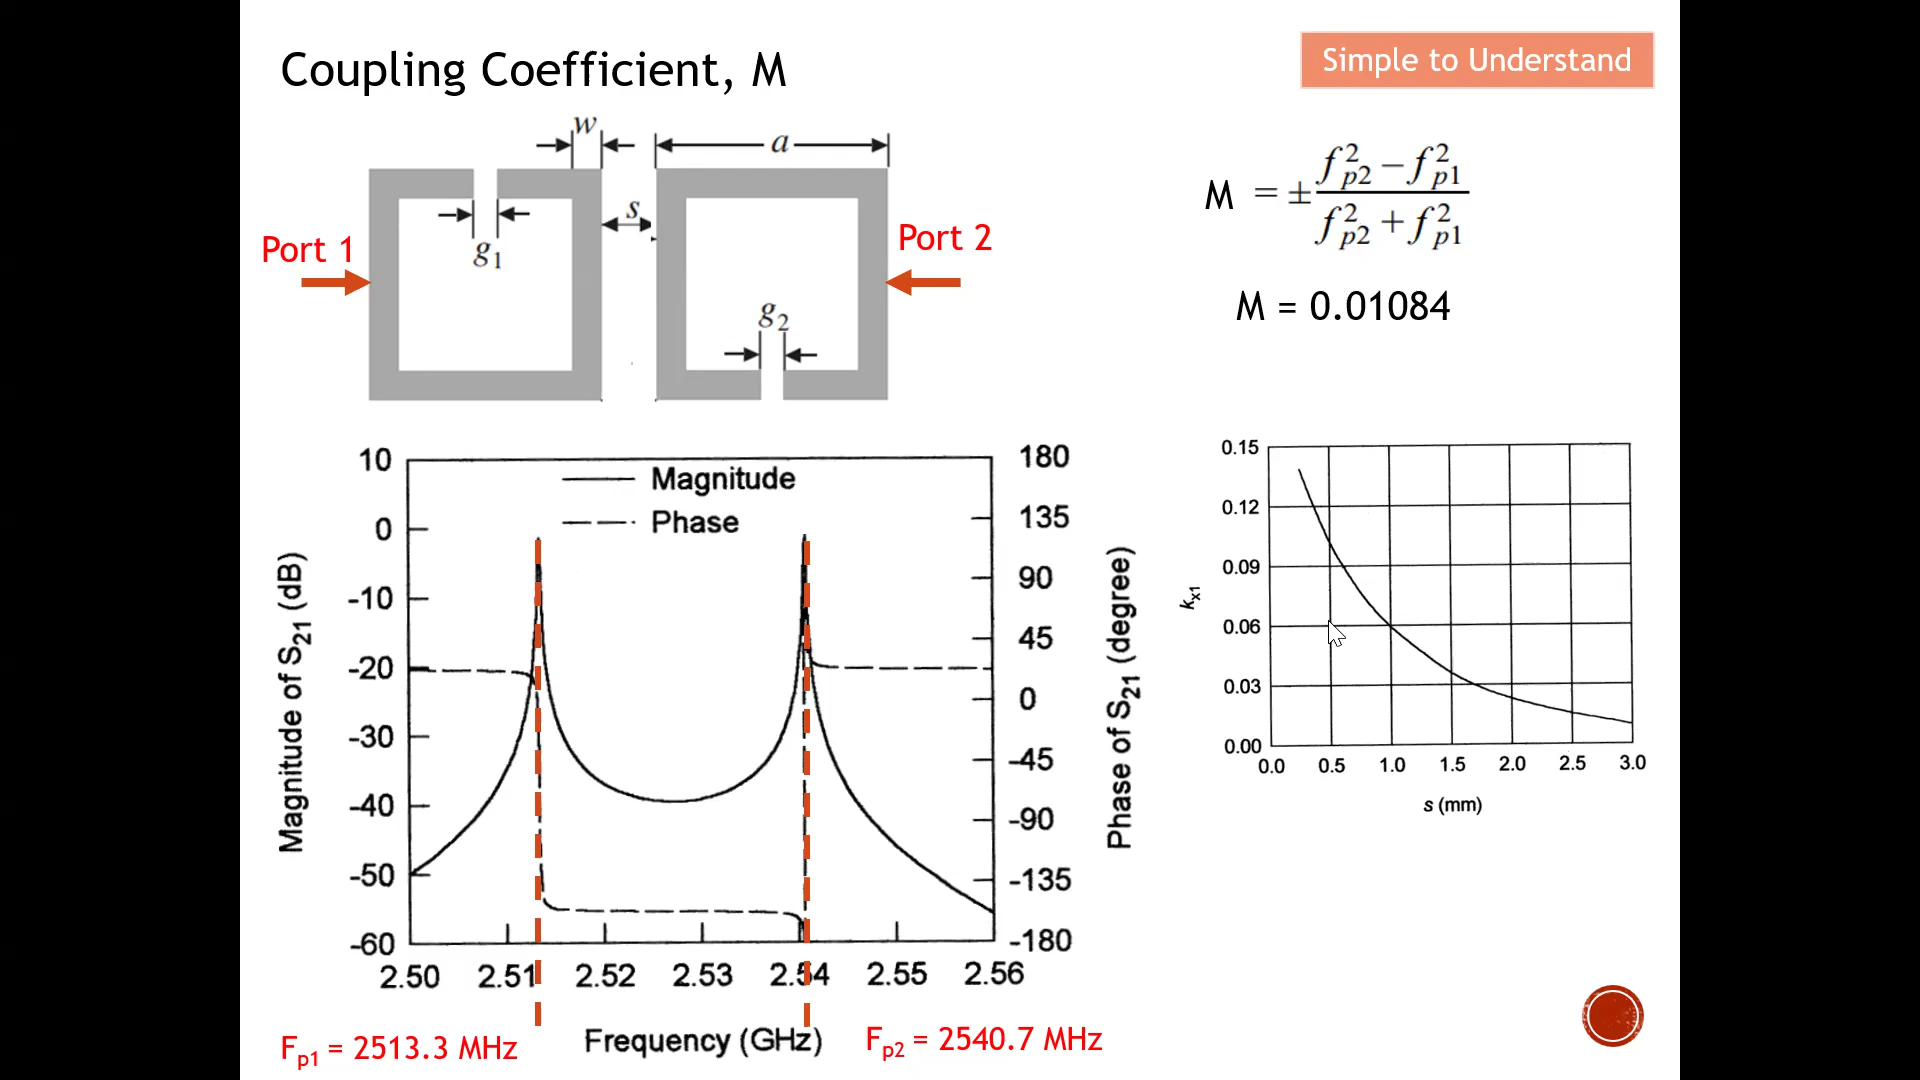 Coupling Coefficient, M
Simple to Understand
w
a
s
g1
g2
Port 1
Port 2
M = ± f²p2 − f²p1 / f²p2 + f²p1
M = 0.01084
Magnitude
Phase
10
0
-10
-20
-30
-40
-50
-60
Magnitude of S21 (dB)
180
135
90
45
0
-45
-90
-135
-180
Phase of S21 (degree)
2.50 2.51 2.52 2.53 2.54 2.55 2.56
Frequency (GHz)
Fp1 = 2513.3 MHz
Fp2 = 2540.7 MHz
0.15
0.12
0.09
0.06
0.03
0.00
kx1
0.0 0.5 1.0 1.5 2.0 2.5 3.0
s (mm)